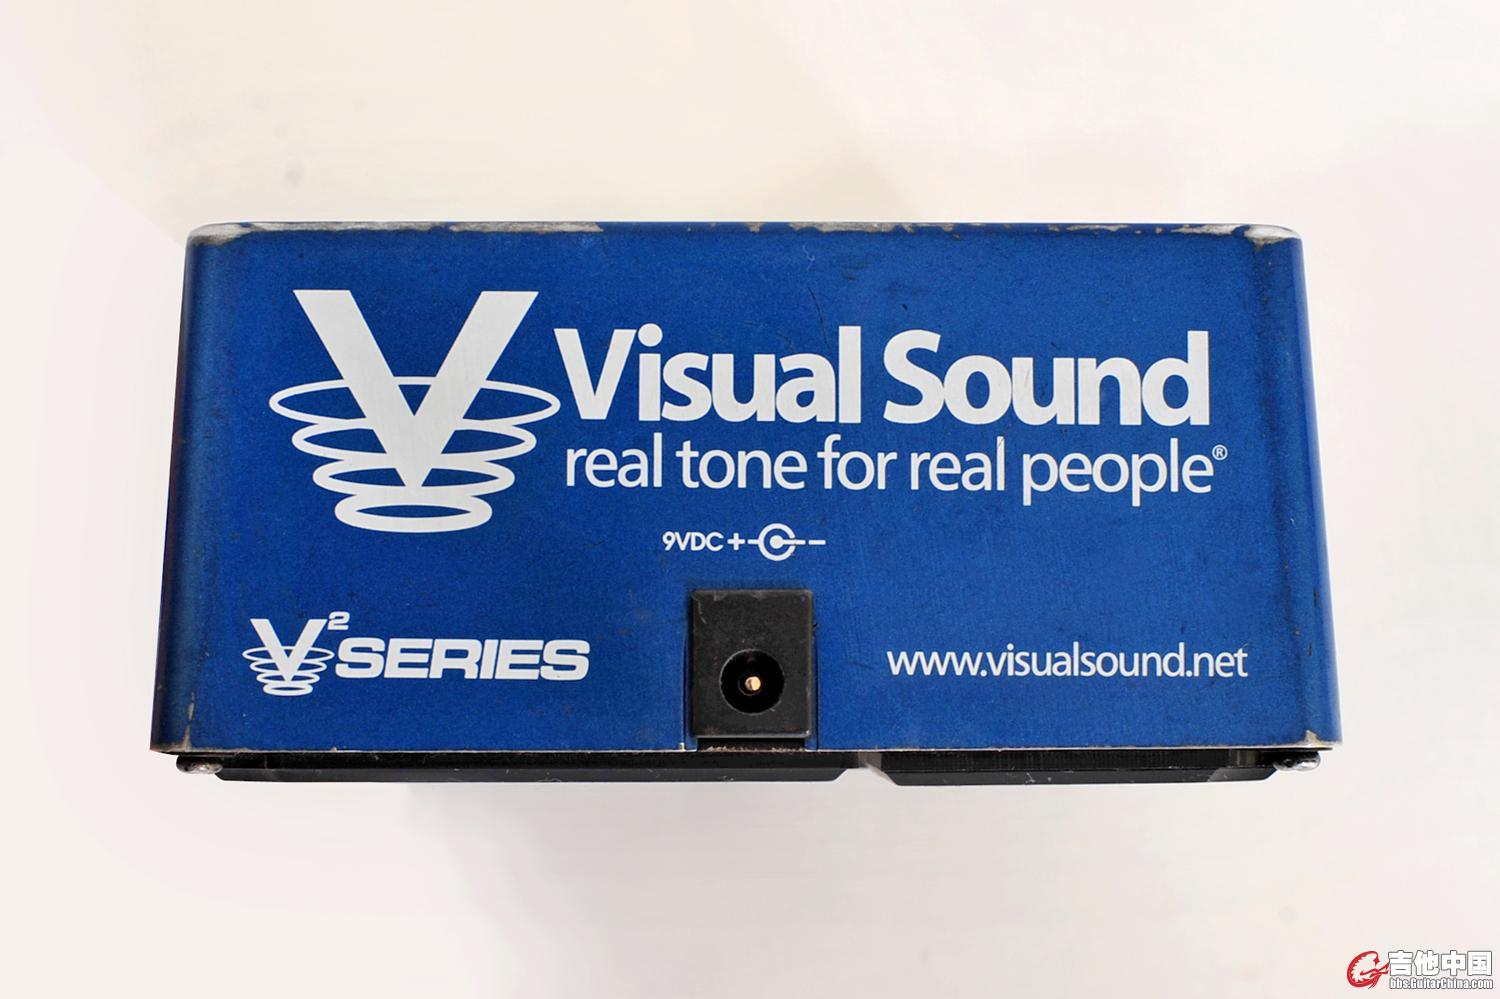 Visual Sound
real tone for real people®
9VDC + −
V² SERIES
www.visualsound.net
吉他中国
bbs.GuitarChina.com